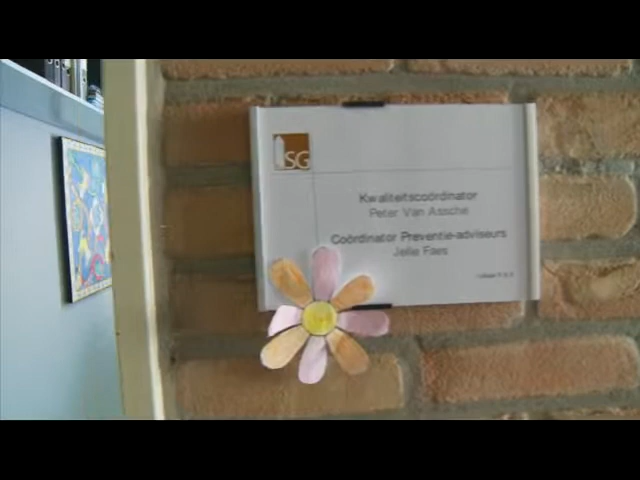 SG
Kwaliteitscoördinator
Peter Van Assche
Coördinator Preventie-adviseurs
Jelle Faes